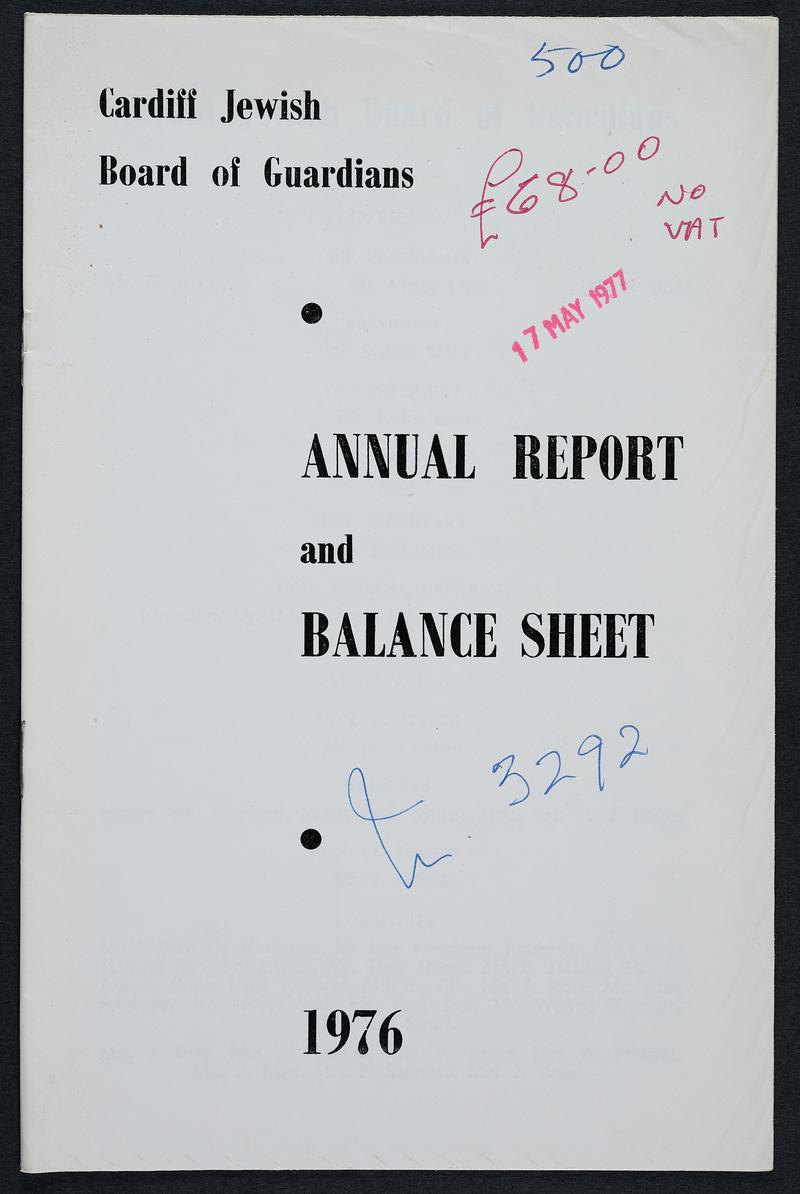 500
Cardiff Jewish
Board of Guardians
£68-00
NO
VAT
17 MAY 1977
ANNUAL REPORT
and
BALANCE SHEET
3292
1976